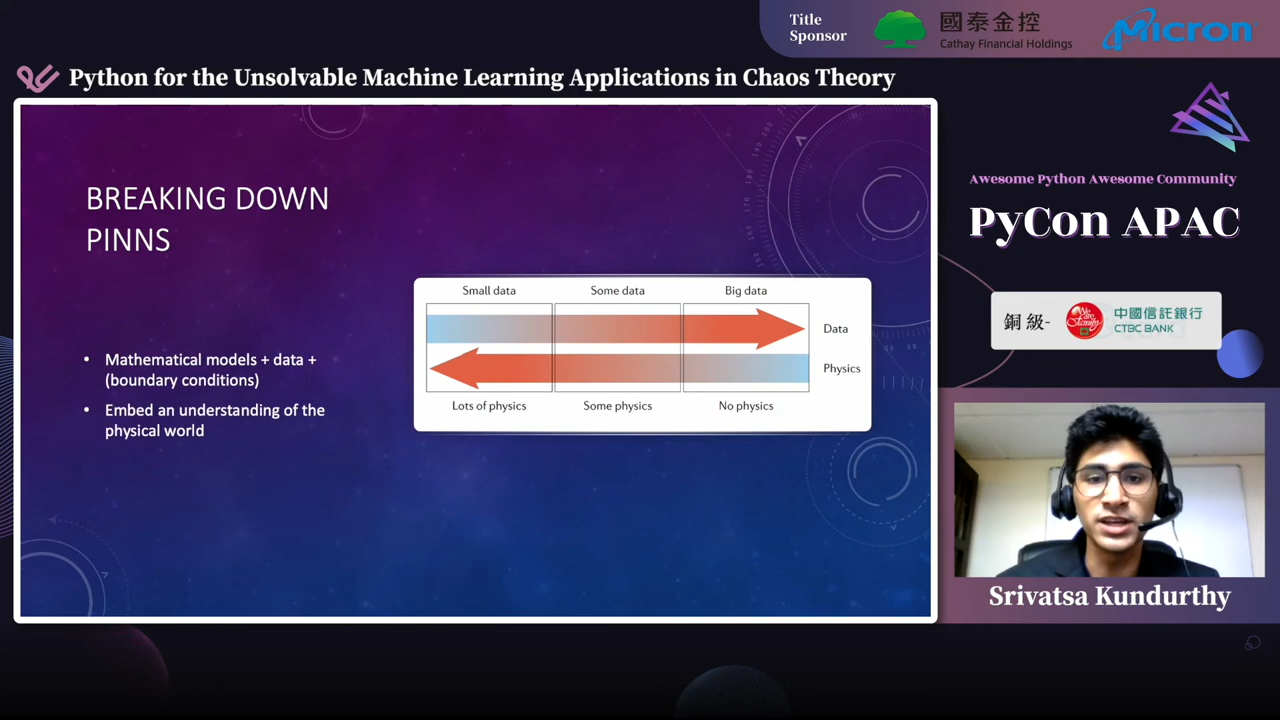 Title
Sponsor
國泰金控
Cathay Financial Holdings
Micron
Python for the Unsolvable Machine Learning Applications in Chaos Theory
BREAKING DOWN
PINNS
• Mathematical models + data +
(boundary conditions)
• Embed an understanding of the
physical world
Small data
Some data
Big data
Data
Physics
Lots of physics
Some physics
No physics
Awesome Python Awesome Community
PyCon APAC
銅級-
We are Family
中國信託銀行
CTBC BANK
Srivatsa Kundurthy